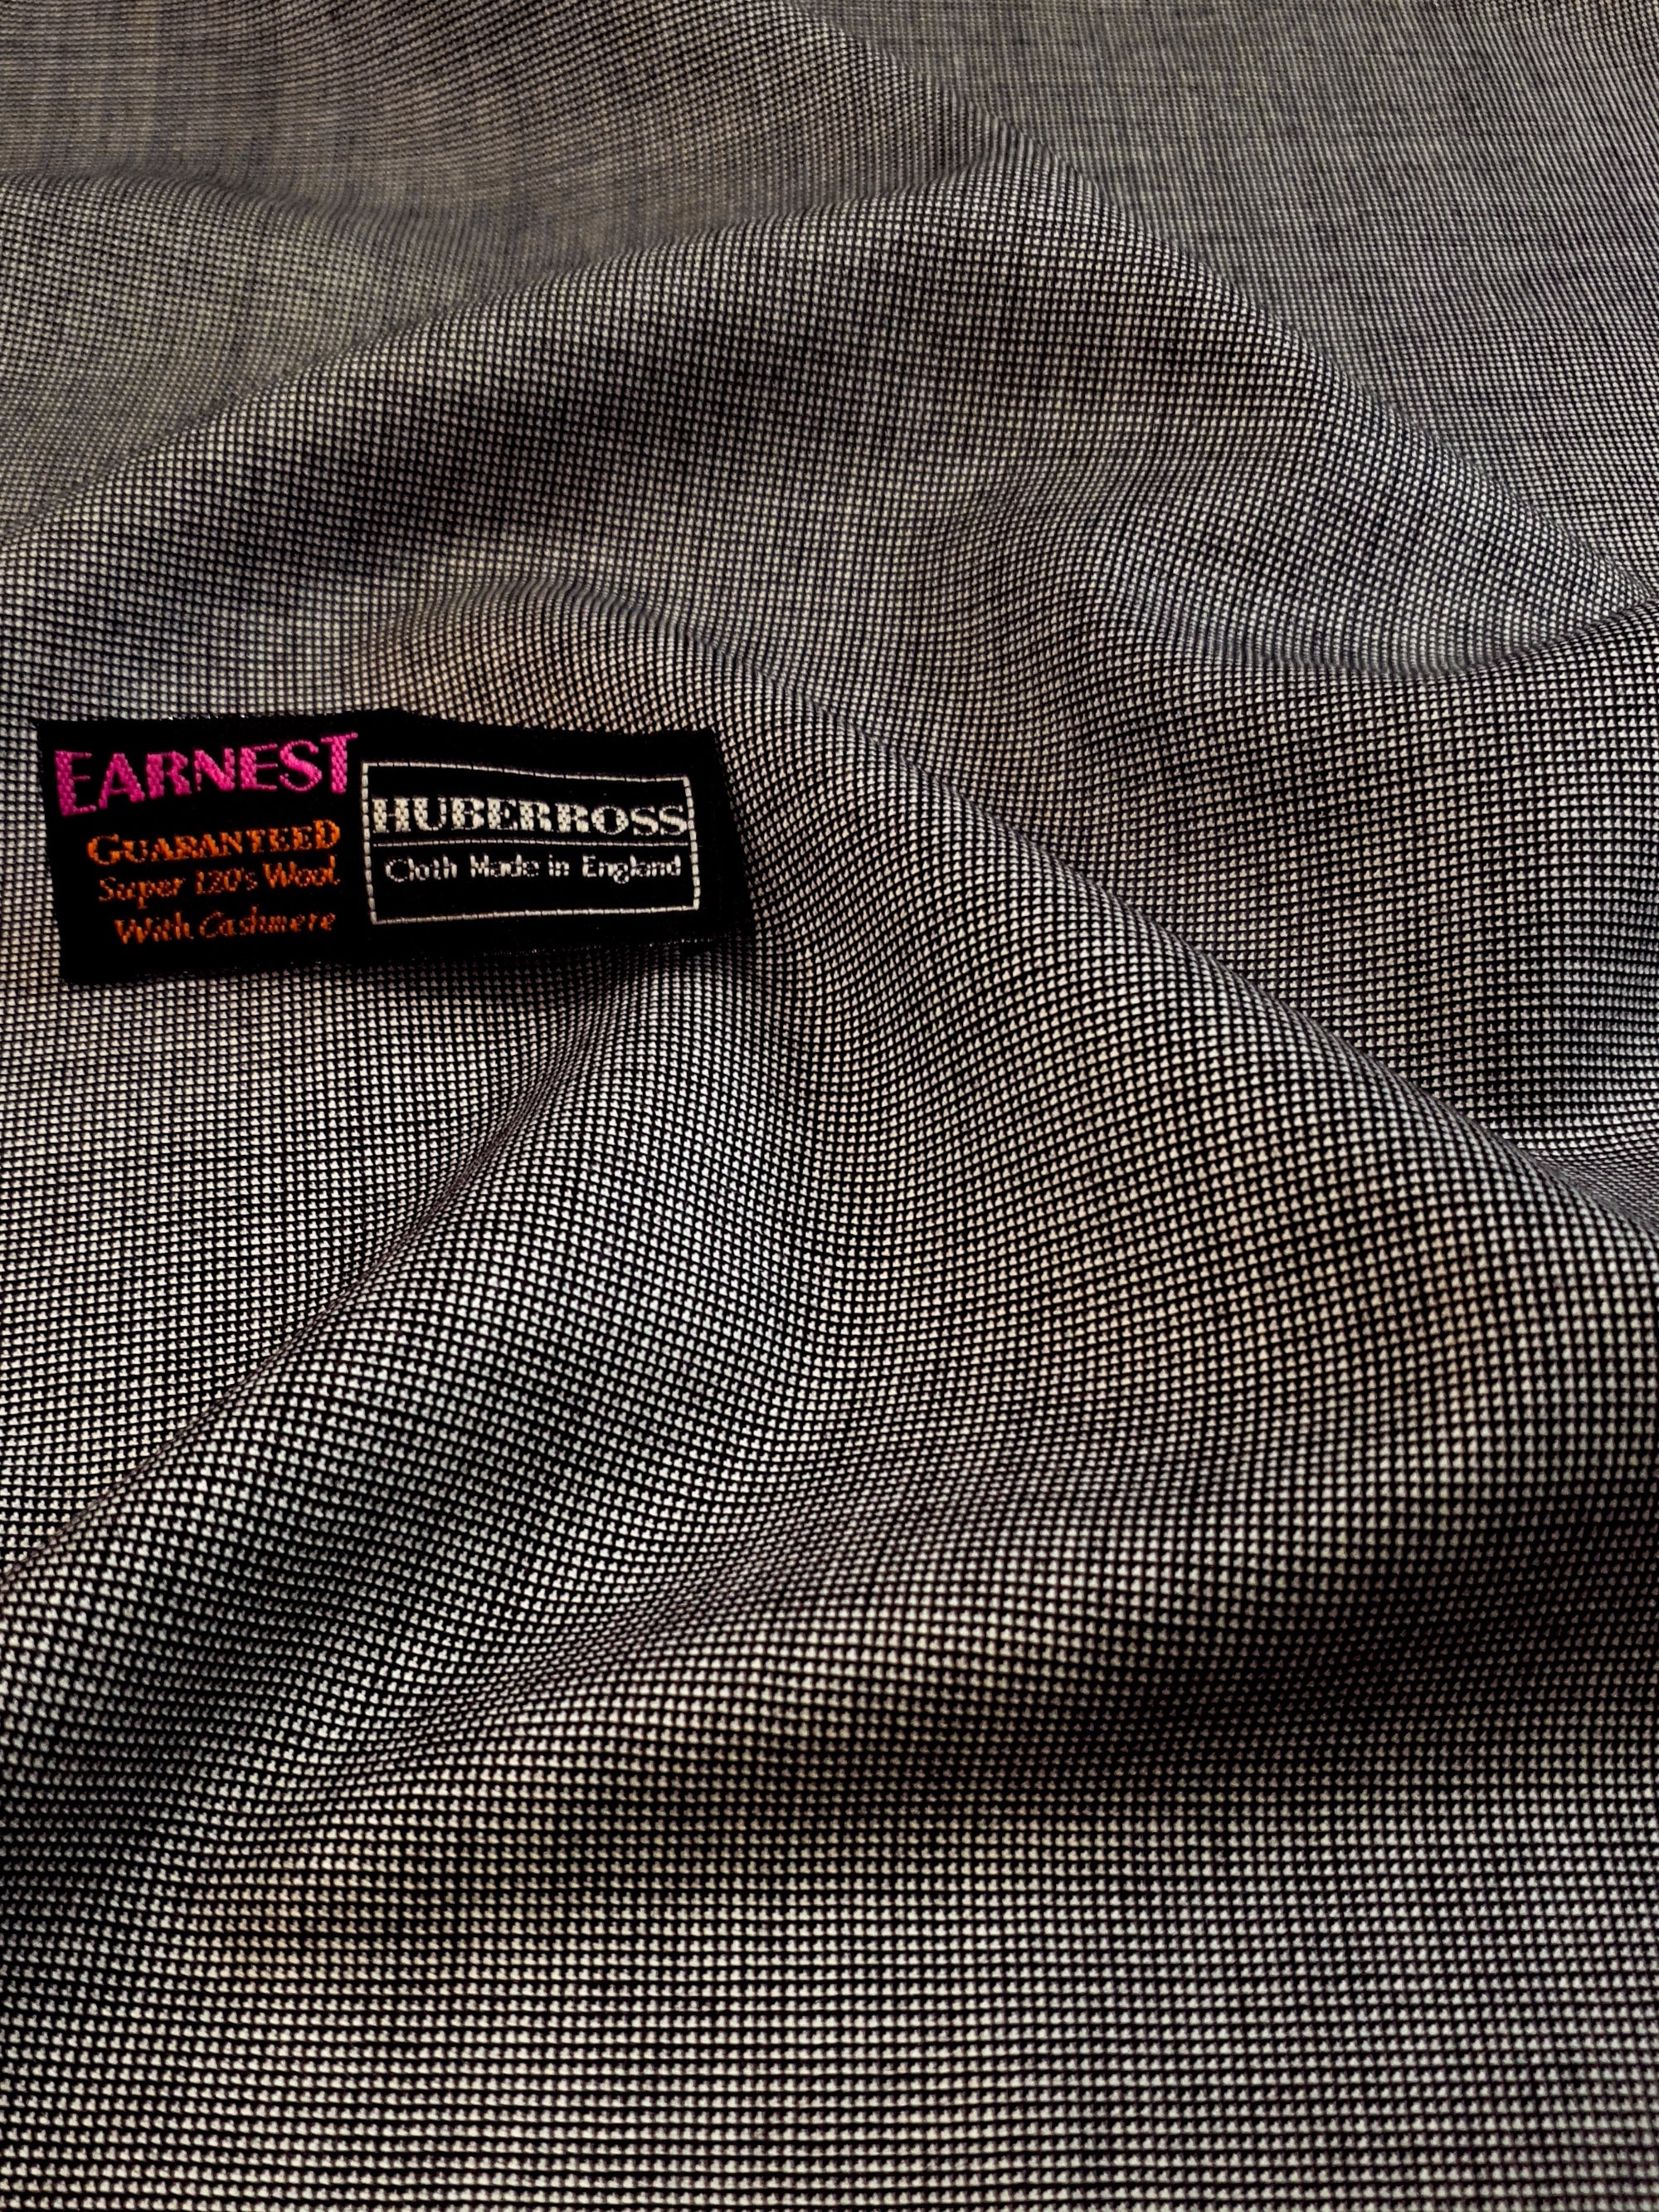 EARNEST
GUARANTEED
Super 120's Wool
With Cashmere
HUBERROSS
Cloth Made in England